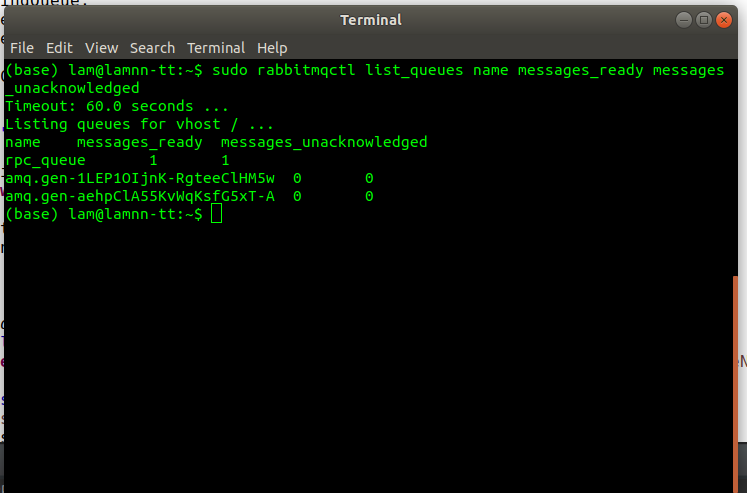 Terminal
File Edit View Search Terminal Help
(base) lam@lamnn-tt:~$ sudo rabbitmqctl list_queues name messages_ready messages
_unacknowledged
Timeout: 60.0 seconds ...
Listing queues for vhost / ...
name messages_ready messages_unacknowledged
rpc_queue 1 1
amq.gen-1LEP1OIjnK-RgteeClHM5w 0 0
amq.gen-aehpClA55KvWqKsfG5xT-A 0 0
(base) lam@lamnn-tt:~$